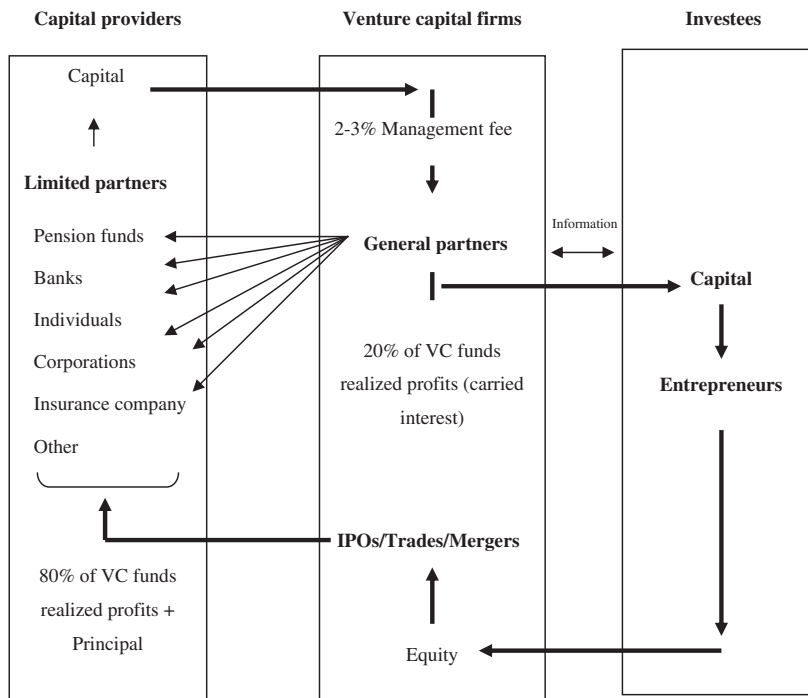 Capital providers
Venture capital firms
Investees
Capital
2-3% Management fee
Limited partners
Pension funds
Banks
Individuals
Corporations
Insurance company
Other
80% of VC funds
realized profits +
Principal
General partners
20% of VC funds
realized profits (carried
interest)
IPOs/Trades/Mergers
Equity
Information
Capital
Entrepreneurs